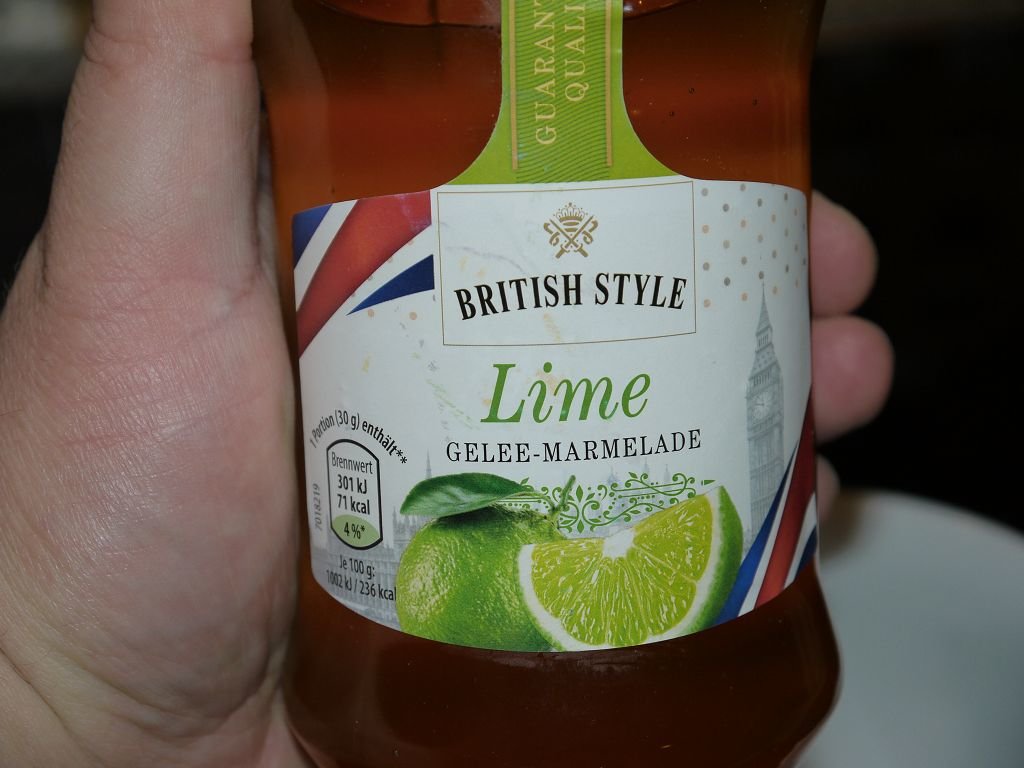 GUARANT
QUALI
BRITISH STYLE
Lime
GELEE-MARMELADE
1 Portion (30 g) enthält**
Brennwert
301 kJ
71 kcal
4 %*
Je 100 g:
1002 kJ / 236 kcal
7018219